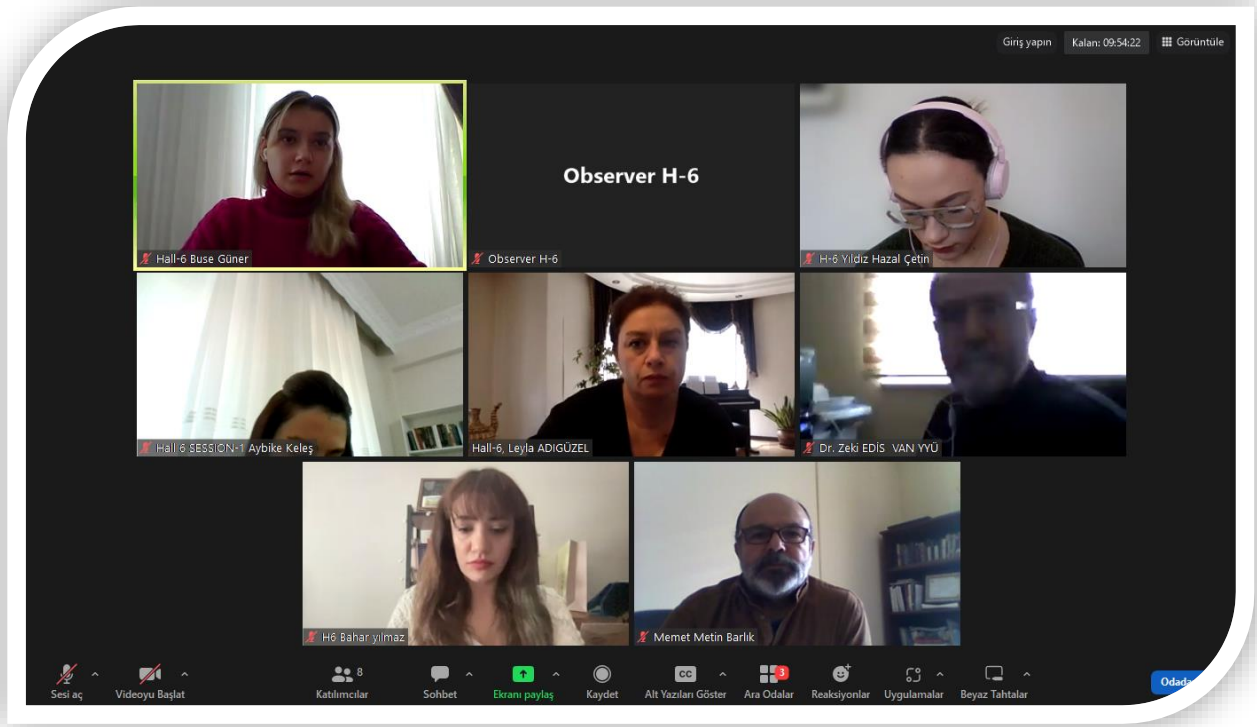 Giriş yapın
Kalan: 09:54:22
Görüntüle
Hall-6 Buse Güner
Observer H-6
Observer H-6
H-6 Yıldız Hazal Çetin
Hall 6 SESSION-1 Aybike Keleş
Hall-6, Leyla ADIGÜZEL
Dr. Zeki EDİS VAN YYÜ
H6 Bahar yılmaz
Memet Metin Barlık
Sesi aç
Videoyu Başlat
8
Katılımcılar
Sohbet
Ekranı paylaş
Kaydet
CC
Alt Yazıları Göster
3
Ara Odalar
Reaksiyonlar
Uygulamalar
Beyaz Tahtalar